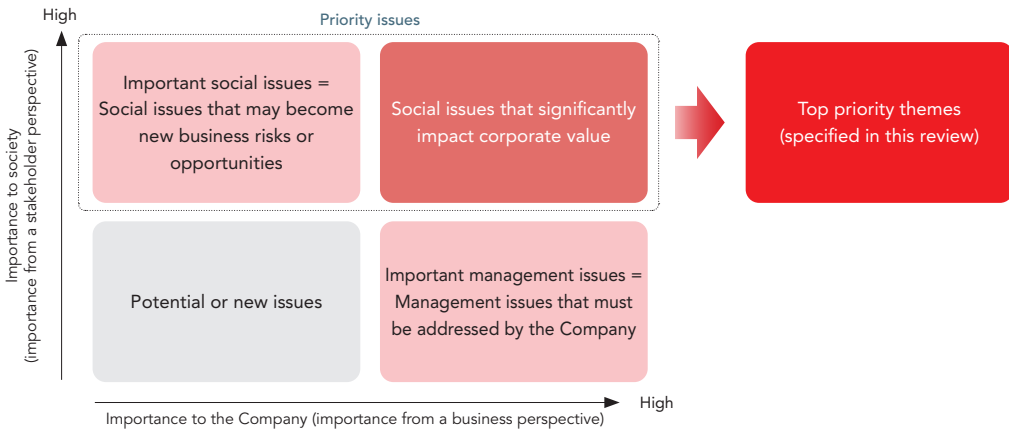 High
Priority issues
Importance to society
(importance from a stakeholder perspective)
Important social issues =
Social issues that may become
new business risks or
opportunities
Social issues that significantly
impact corporate value
Top priority themes
(specified in this review)
Potential or new issues
Important management issues =
Management issues that must
be addressed by the Company
High
Importance to the Company (importance from a business perspective)